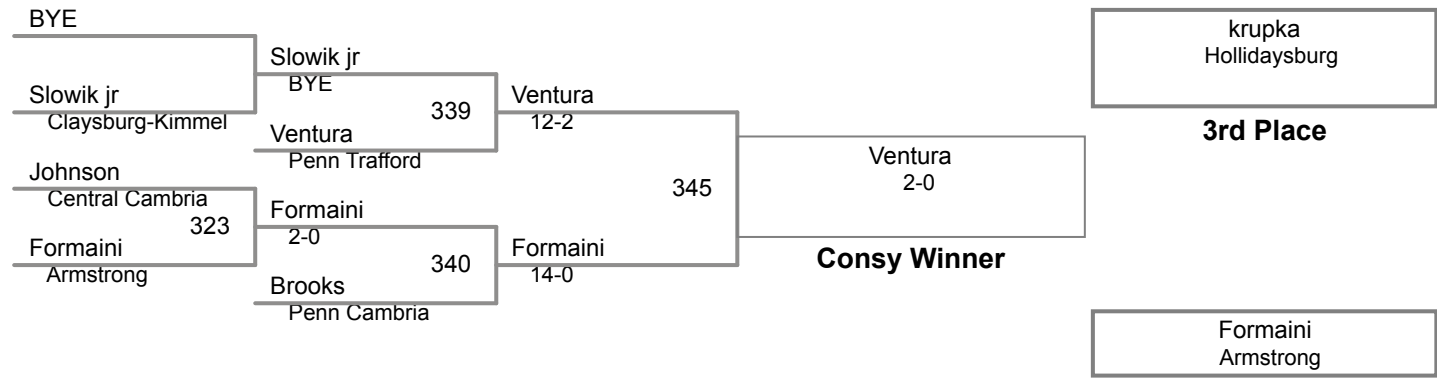 BYE
Slowik jr
Claysburg-Kimmel
Johnson
Central Cambria
323
Formaini
Armstrong
Slowik jr
BYE
339
Ventura
Penn Trafford
Formaini
2-0
340
Brooks
Penn Cambria
Ventura
12-2
345
Formaini
14-0
Ventura
2-0
Consy Winner
krupka
Hollidaysburg
3rd Place
Formaini
Armstrong